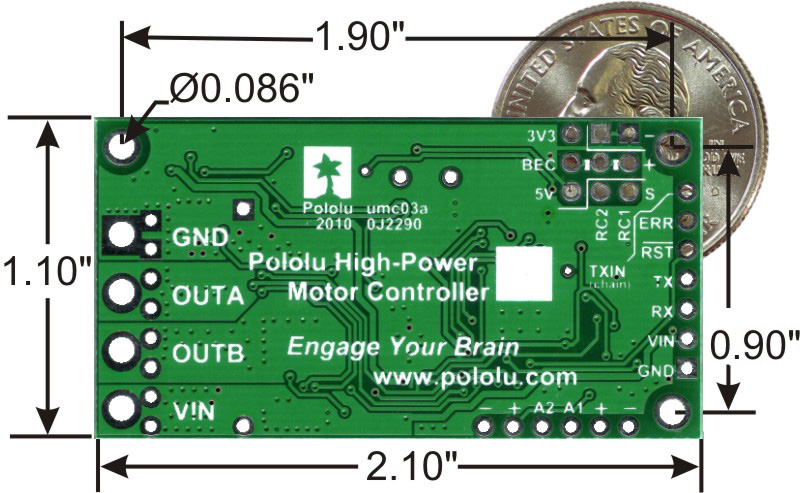 1.90"
Ø0.086"
UNITED STATES OF AMERICA
3V3
−
BEC
+
5V
S
RC2
RC1
Pololu umc03a
2010 0J2290
ERR
RST
GND
Pololu High-Power
Motor Controller
TXIN
(chain)
TX
1.10"
OUTA
RX
OUTB
Engage Your Brain
VIN
0.90"
www.pololu.com
GND
VIN
− + A2 A1 + −
2.10"